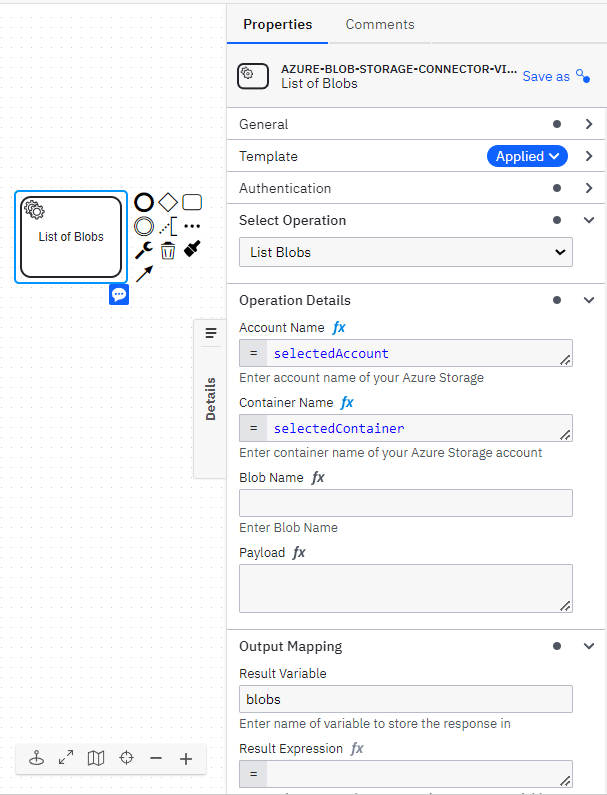 Properties
Comments
AZURE-BLOB-STORAGE-CONNECTOR-VI...
List of Blobs
Save as
General
Template
Applied
Authentication
Select Operation
List Blobs
List of Blobs
Details
Operation Details
Account Name fx
= selectedAccount
Enter account name of your Azure Storage
Container Name fx
= selectedContainer
Enter container name of your Azure Storage account
Blob Name fx
Enter Blob Name
Payload fx
Output Mapping
Result Variable
blobs
Enter name of variable to store the response in
Result Expression fx
=